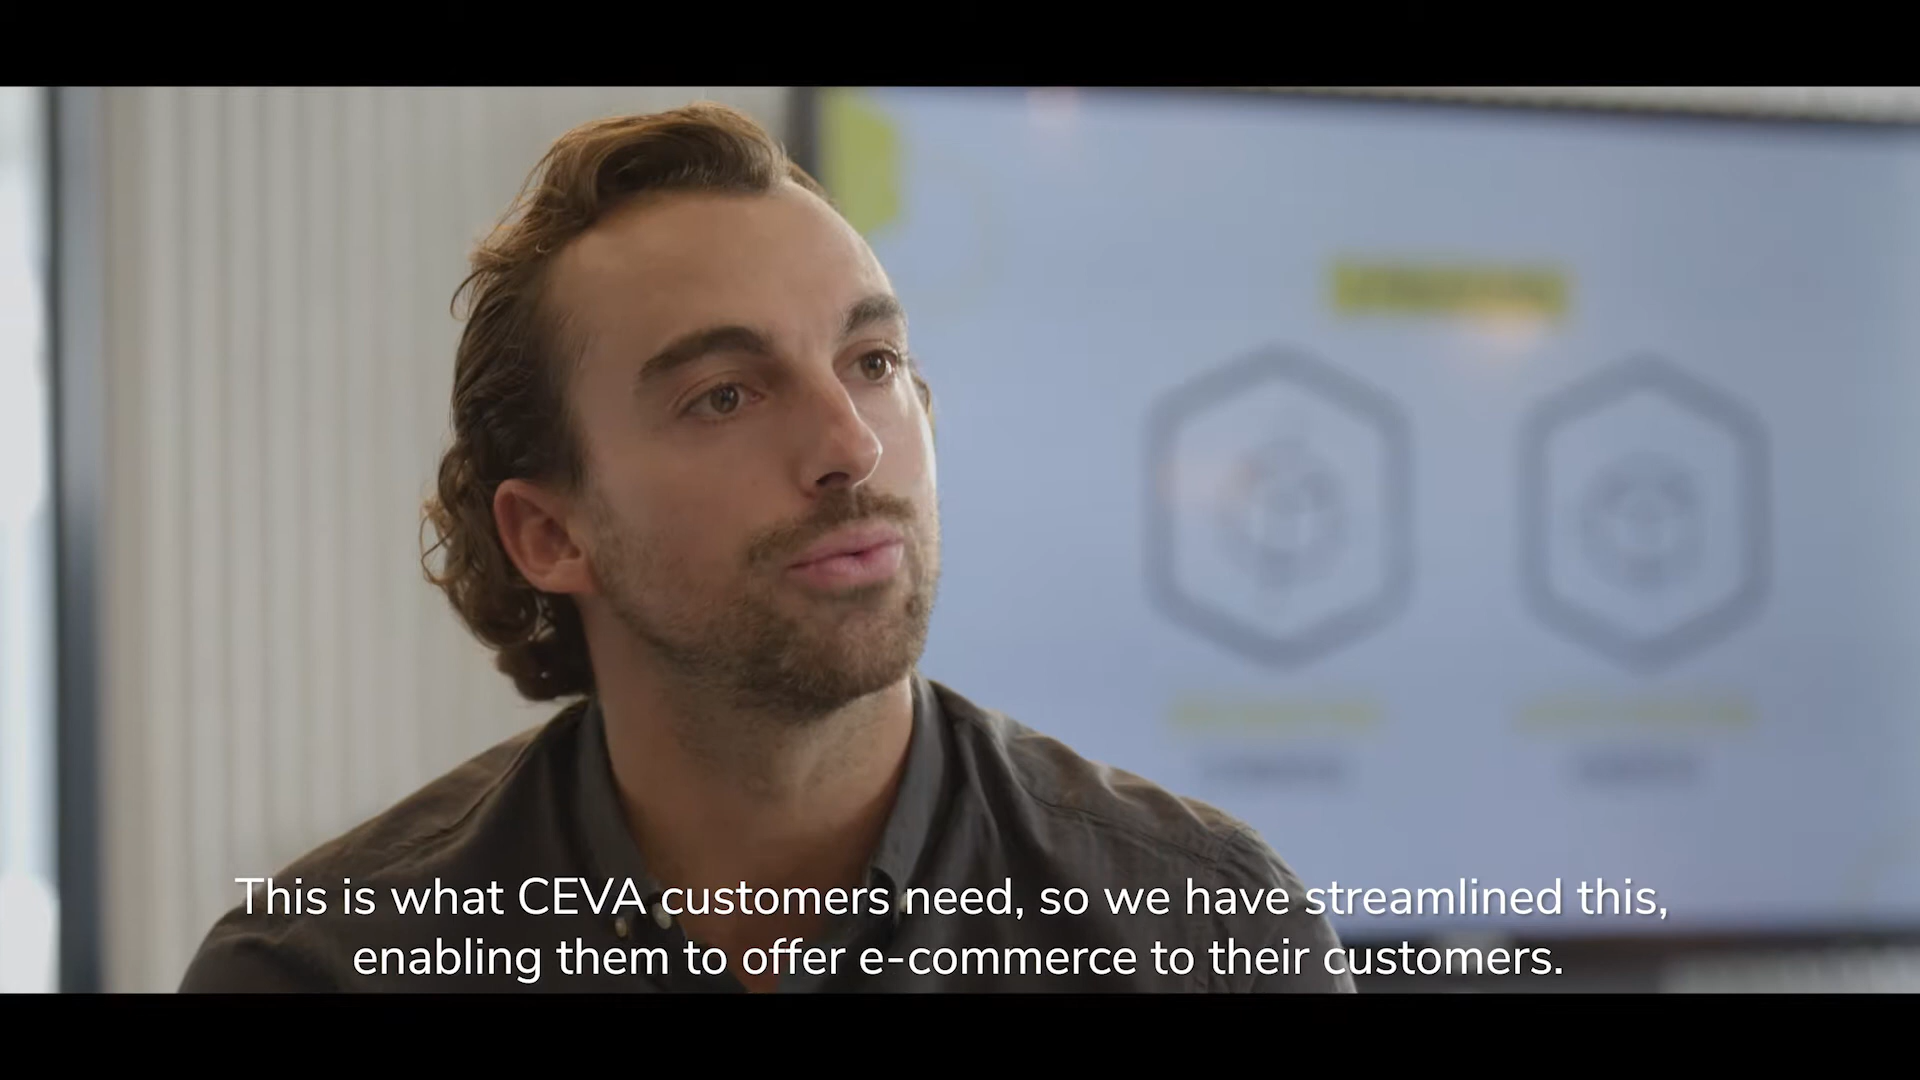 This is what CEVA customers need, so we have streamlined this,
enabling them to offer e-commerce to their customers.